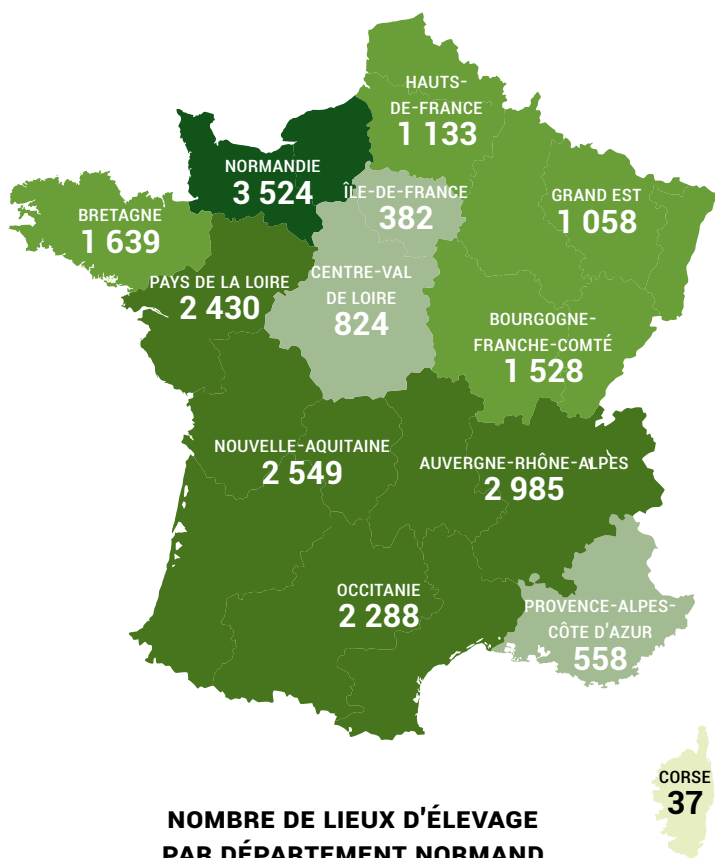 HAUTS-
DE-FRANCE
1 133
NORMANDIE
3 524
ÎLE-DE-FRANCE
382
GRAND EST
1 058
BRETAGNE
1 639
PAYS DE LA LOIRE
2 430
CENTRE-VAL
DE LOIRE
824
BOURGOGNE-
FRANCHE-COMTÉ
1 528
NOUVELLE-AQUITAINE
2 549
AUVERGNE-RHÔNE-ALPES
2 985
OCCITANIE
2 288
PROVENCE-ALPES-
CÔTE D'AZUR
558
CORSE
37
NOMBRE DE LIEUX D'ÉLEVAGE
PAR DÉPARTEMENT NORMAND